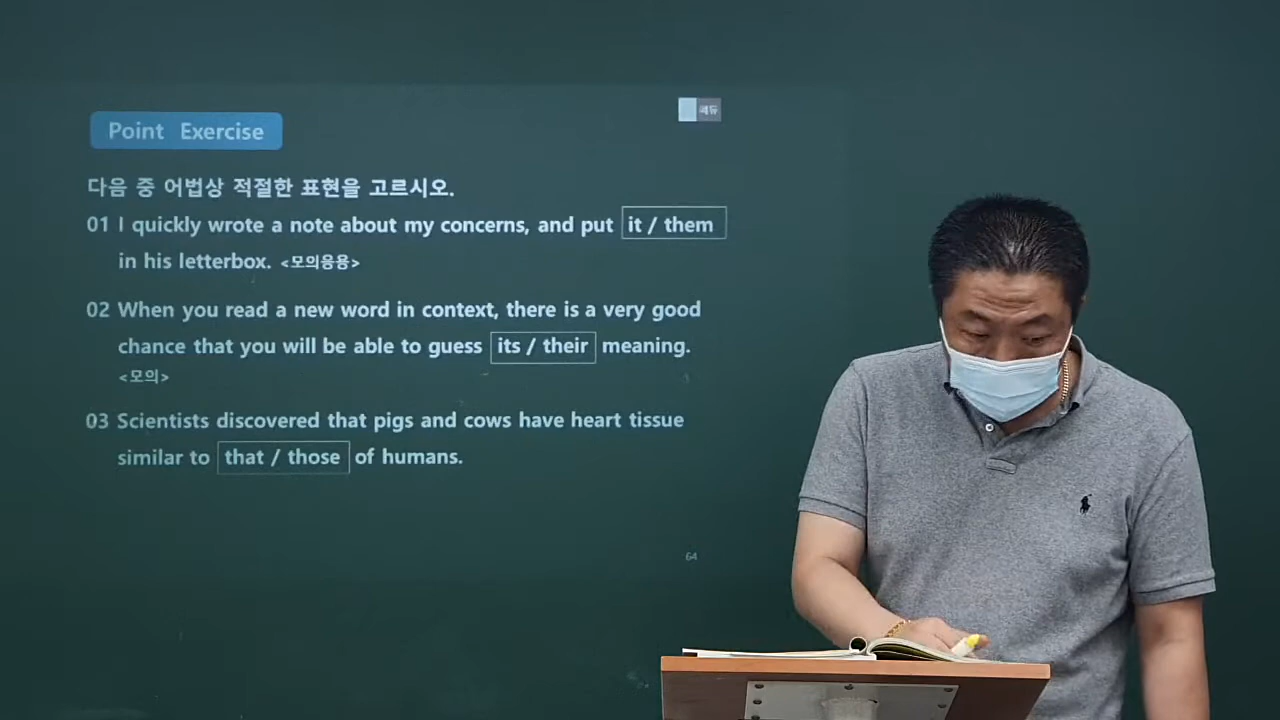 Point Exercise
다음 중 어법상 적절한 표현을 고르시오.
01 I quickly wrote a note about my concerns, and put it / them
in his letterbox. <모의응용>
02 When you read a new word in context, there is a very good
chance that you will be able to guess its / their meaning.
<모의>
03 Scientists discovered that pigs and cows have heart tissue
similar to that / those of humans.
64